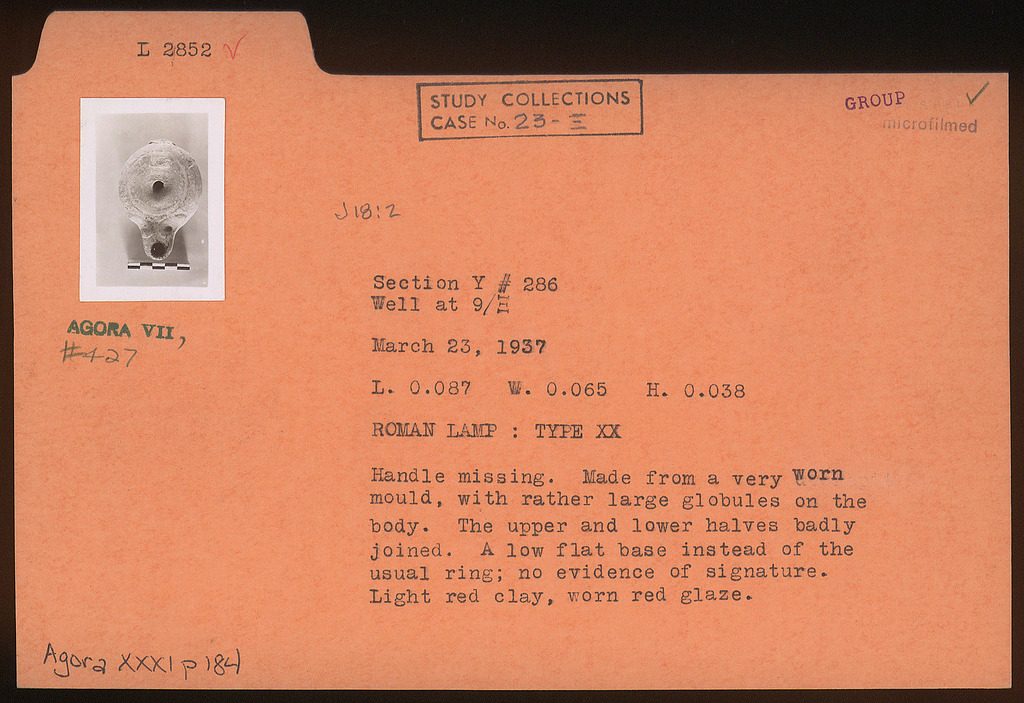 L 2852 ✓
STUDY COLLECTIONS
CASE No. 23 - Ξ
GROUP ✓
microfilmed
J 18:2
Section Y # 286
Well at 9/Π
March 23, 1937
AGORA VII,
#427
L. 0.087 W. 0.065 H. 0.038
ROMAN LAMP : TYPE XX
Handle missing. Made from a very worn
mould, with rather large globules on the
body. The upper and lower halves badly
joined. A low flat base instead of the
usual ring; no evidence of signature.
Light red clay, worn red glaze.
Agora XXXI p 184